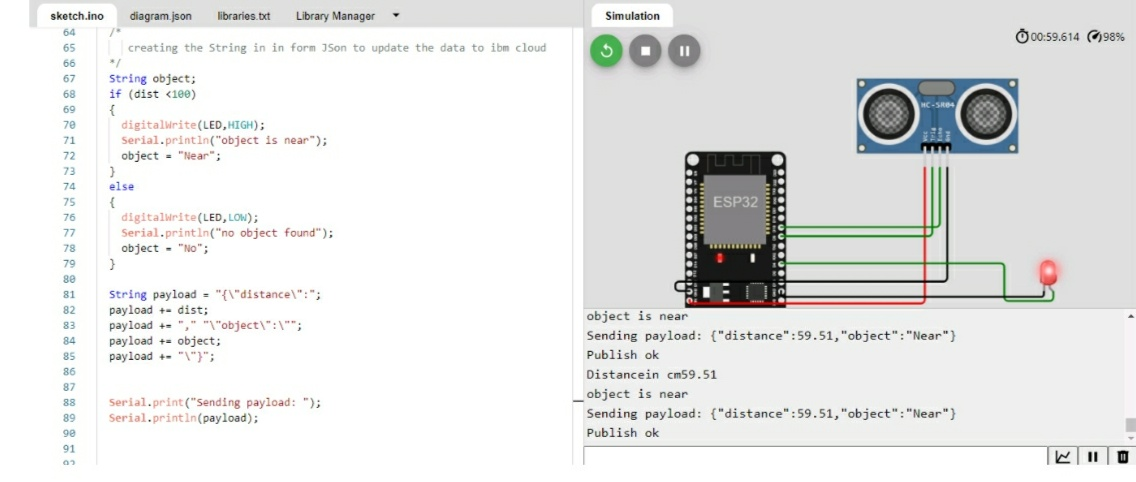 sketch.ino diagram.json libraries.txt Library Manager
64 /*
65 creating the String in in form JSon to update the data to ibm cloud
66 */
67 String object;
68 if (dist <100)
69 {
70 digitalWrite(LED,HIGH);
71 Serial.println("object is near");
72 object = "Near";
73 }
74 else
75 {
76 digitalWrite(LED,LOW);
77 Serial.println("no object found");
78 object = "No";
79 }
80
81 String payload = "{\"distance\":";
82 payload += dist;
83 payload += "," "\"object\":\"";
84 payload += object;
85 payload += "\"}";
86
87
88 Serial.print("Sending payload: ");
89 Serial.println(payload);
90
91
92
Simulation
00:59.614 98%
HC-SR04
Vcc Trig Echo Gnd
ESP32
object is near
Sending payload: {"distance":59.51,"object":"Near"}
Publish ok
Distancein cm59.51
object is near
Sending payload: {"distance":59.51,"object":"Near"}
Publish ok